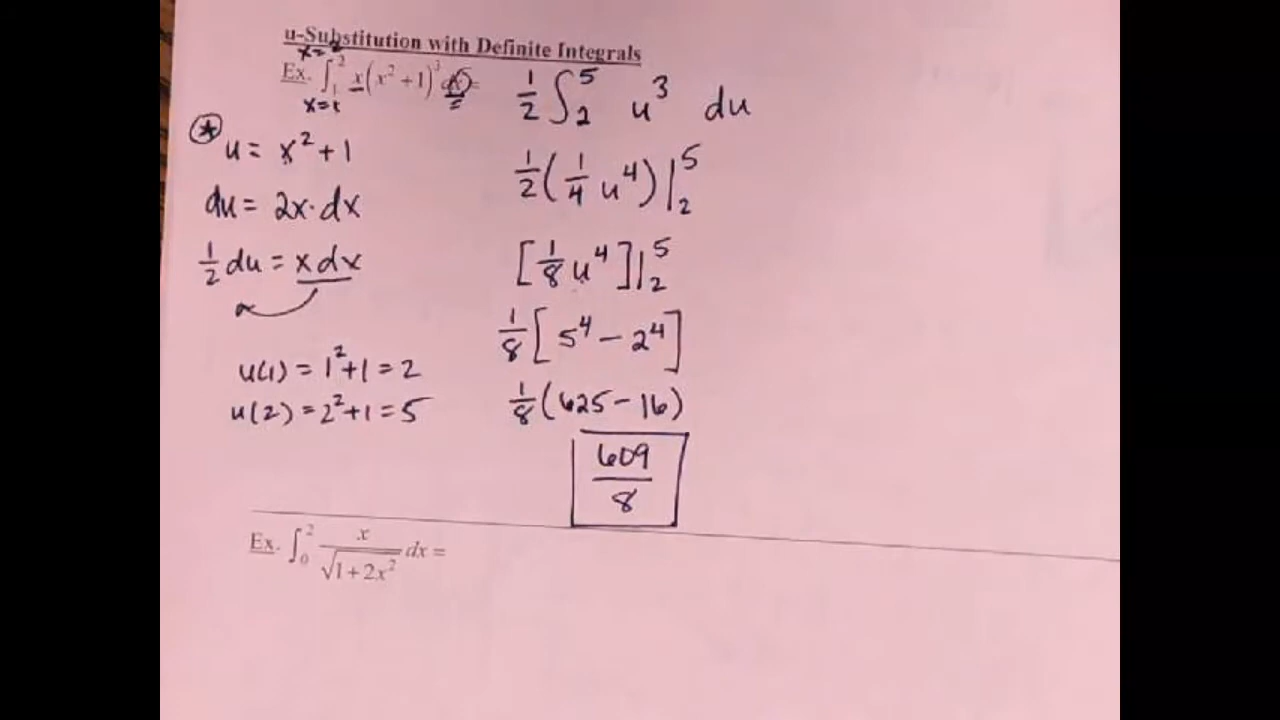 u-Substitution with Definite Integrals
x=2
Ex. ∫₁² x(x² + 1)³ dx =
x=1
u = x² + 1
du = 2x · dx
½ du = x dx
u(1) = 1² + 1 = 2
u(2) = 2² + 1 = 5
½ ∫₂⁵ u³ du
½(¼ u⁴)|₂⁵
[⅛ u⁴]|₂⁵
⅛[5⁴ − 2⁴]
⅛(625 − 16)
609/8
Ex. ∫₀² x/√(1 + 2x²) dx =